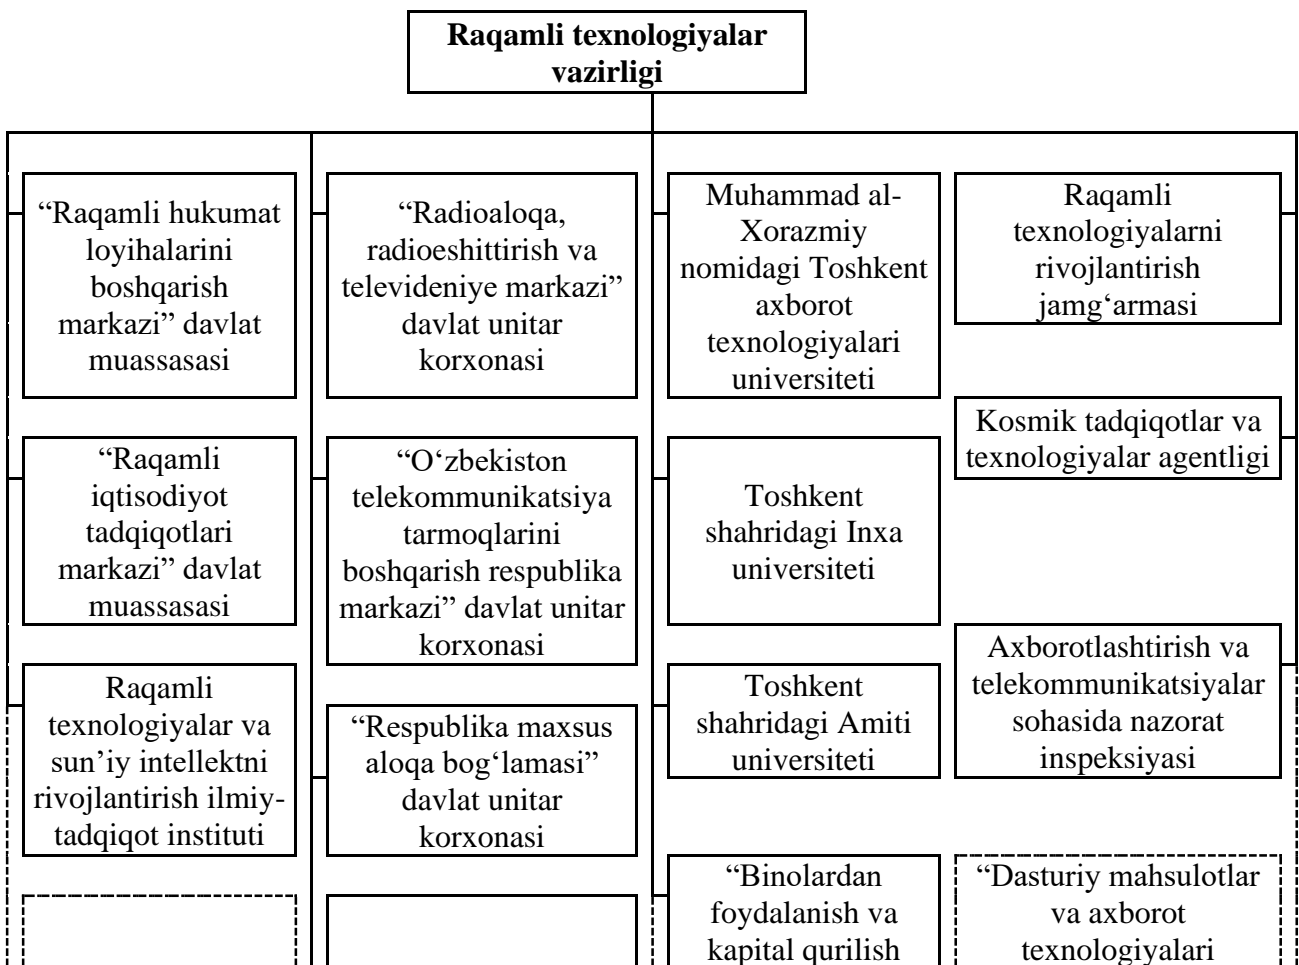 Raqamli texnologiyalar
vazirligi
“Raqamli hukumat
loyihalarini
boshqarish
markazi” davlat
muassasasi
“Raqamli
iqtisodiyot
tadqiqotlari
markazi” davlat
muassasasi
Raqamli
texnologiyalar va
sun’iy intellektni
rivojlantirish ilmiy-
tadqiqot instituti
“Radioaloqa,
radioeshittirish va
televideniye markazi”
davlat unitar
korxonasi
“O‘zbekiston
telekommunikatsiya
tarmoqlarini
boshqarish respublika
markazi” davlat unitar
korxonasi
“Respublika maxsus
aloqa bog‘lamasi”
davlat unitar
korxonasi
Muhammad al-
Xorazmiy
nomidagi Toshkent
axborot
texnologiyalari
universiteti
Toshkent
shahridagi Inxa
universiteti
Toshkent
shahridagi Amiti
universiteti
“Binolardan
foydalanish va
kapital qurilish
Raqamli
texnologiyalarni
rivojlantirish
jamg‘armasi
Kosmik tadqiqotlar va
texnologiyalar agentligi
Axborotlashtirish va
telekommunikatsiyalar
sohasida nazorat
inspeksiyasi
“Dasturiy mahsulotlar
va axborot
texnologiyalari